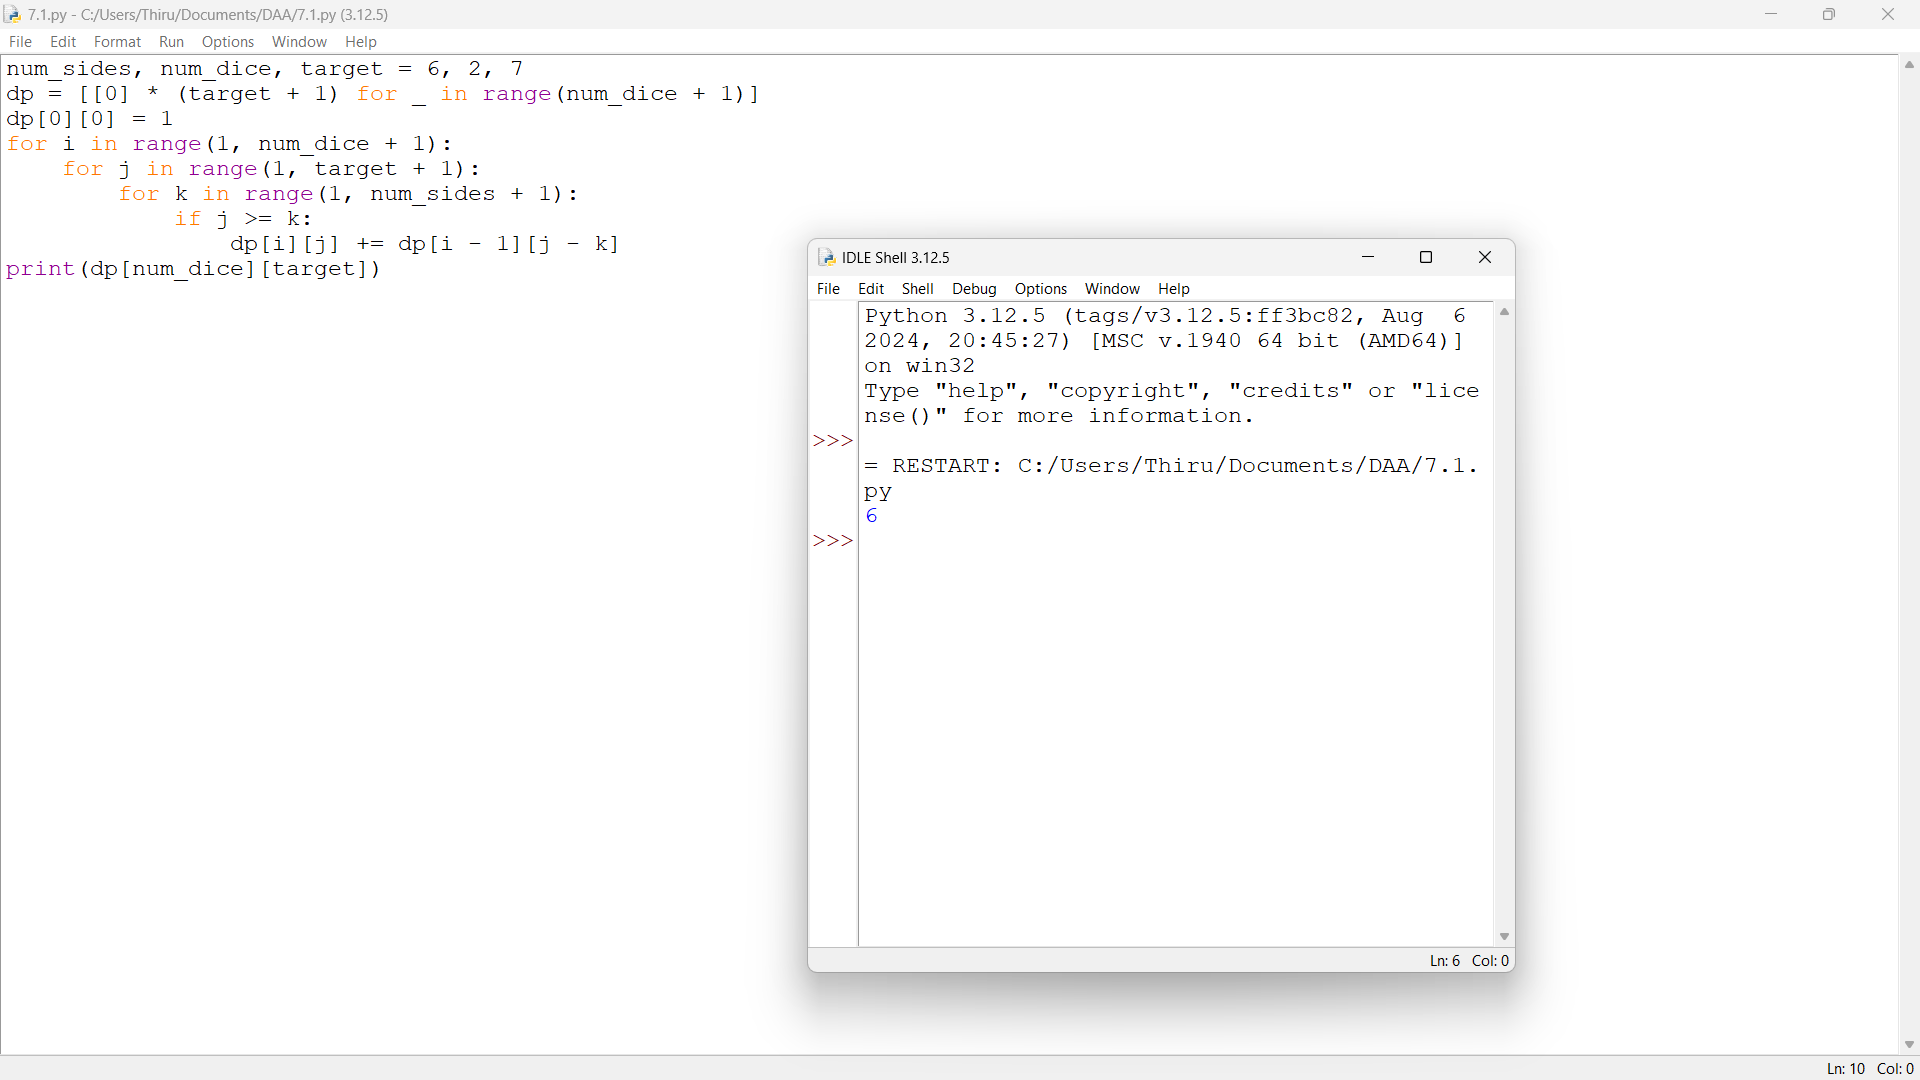 7.1.py - C:/Users/Thiru/Documents/DAA/7.1.py (3.12.5)
File Edit Format Run Options Window Help
num_sides, num_dice, target = 6, 2, 7
dp = [[0] * (target + 1) for _ in range(num_dice + 1)]
dp[0][0] = 1
for i in range(1, num_dice + 1):
    for j in range(1, target + 1):
        for k in range(1, num_sides + 1):
            if j >= k:
                dp[i][j] += dp[i - 1][j - k]
print(dp[num_dice][target])
IDLE Shell 3.12.5
File Edit Shell Debug Options Window Help
Python 3.12.5 (tags/v3.12.5:ff3bc82, Aug  6
2024, 20:45:27) [MSC v.1940 64 bit (AMD64)]
on win32
Type "help", "copyright", "credits" or "lice
nse()" for more information.
>>>
= RESTART: C:/Users/Thiru/Documents/DAA/7.1.
py
6
>>>
Ln: 6 Col: 0
Ln: 10 Col: 0